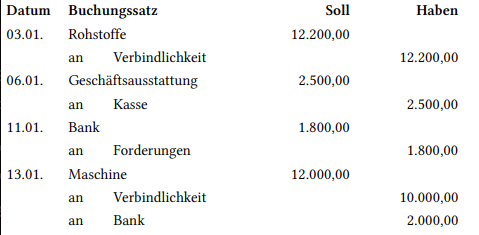 Datum Buchungssatz Soll Haben
03.01. Rohstoffe 12.200,00
an Verbindlichkeit 12.200,00
06.01. Geschäftsausstattung 2.500,00
an Kasse 2.500,00
11.01. Bank 1.800,00
an Forderungen 1.800,00
13.01. Maschine 12.000,00
an Verbindlichkeit 10.000,00
an Bank 2.000,00